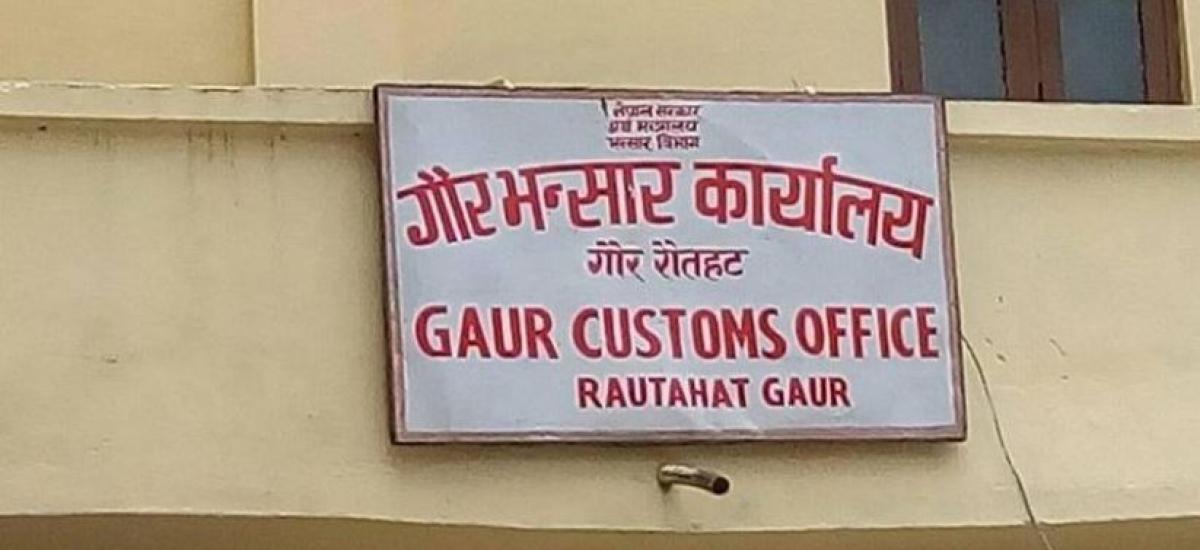 नेपाल सरकार
अर्थ मन्त्रालय
भन्सार विभाग
गौर भन्सार कार्यालय
गौर रौतहट
GAUR CUSTOMS OFFICE
RAUTAHAT GAUR